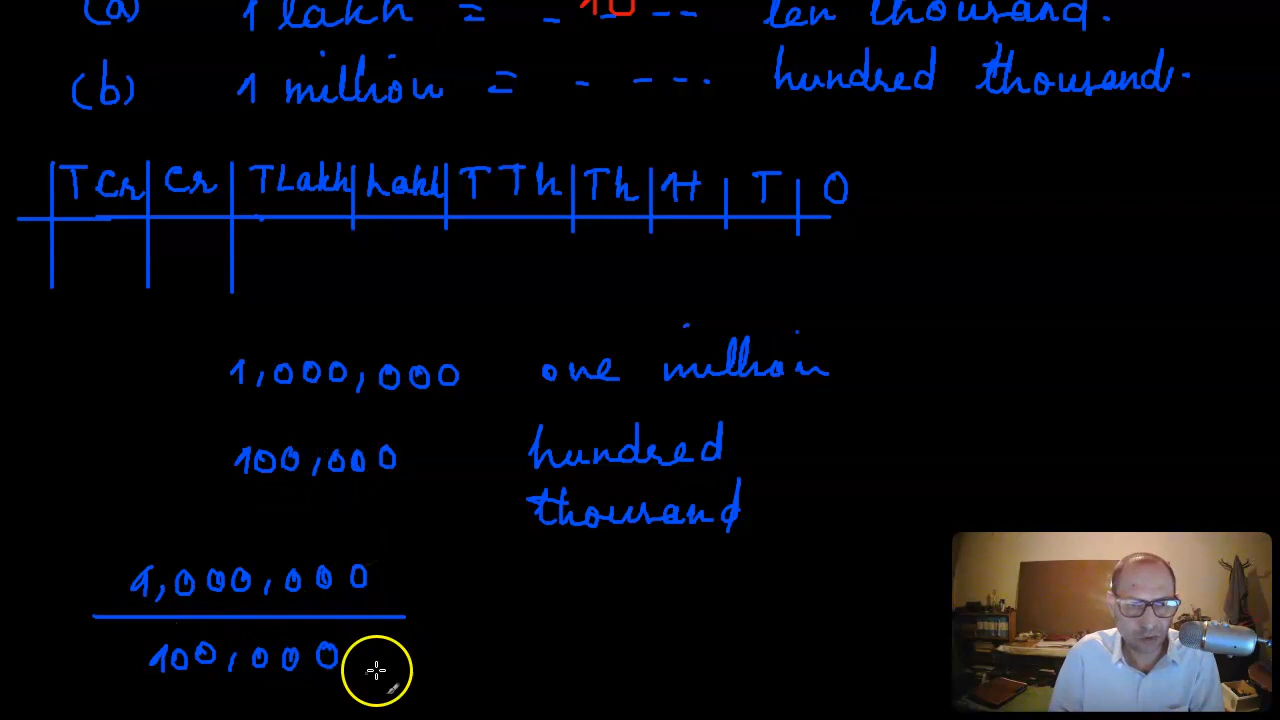 (a) 1 lakh = - 10 - -- ten thousand.
(b) 1 million = - --- hundred thousand.
T Cr Cr T Lakh Lakh T Th Th H T O
1,000,000 one million
100,000 hundred
thousand
1,000,000
100,000